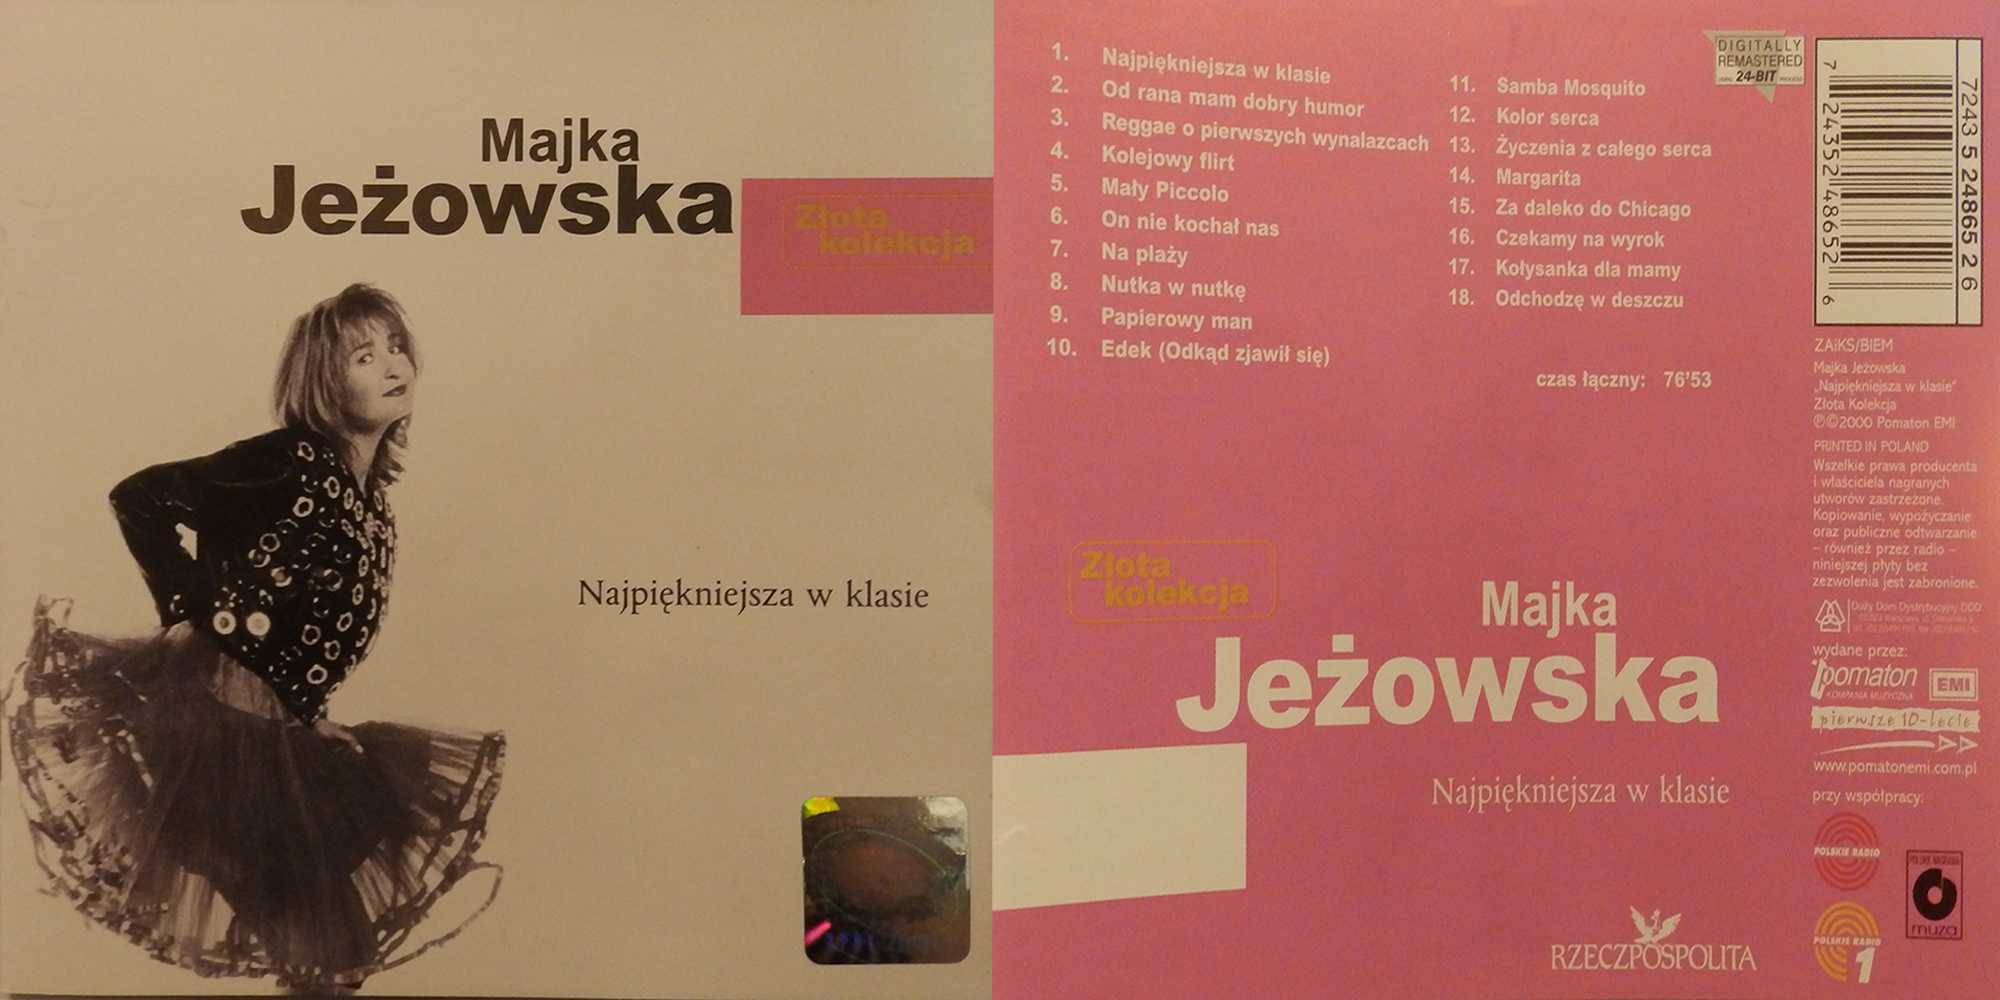 Majka
Jeżowska
Złota
kolekcja
Najpiękniejsza w klasie
1. Najpiękniejsza w klasie
2. Od rana mam dobry humor
3. Reggae o pierwszych wynalazcach
4. Kolejowy flirt
5. Mały Piccolo
6. On nie kochał nas
7. Na plaży
8. Nutka w nutkę
9. Papierowy man
10. Edek (Odkąd zjawił się)
11. Samba Mosquito
12. Kolor serca
13. Życzenia z całego serca
14. Margarita
15. Za daleko do Chicago
16. Czekamy na wyrok
17. Kołysanka dla mamy
18. Odchodzę w deszczu
czas łączny: 76'53
DIGITALLY
REMASTERED
USING 24-BIT PROCESS
7243 5 24865 2 6
7 24352 48652 6
ZAiKS/BIEM
Majka Jeżowska
„Najpiękniejsza w klasie"
Złota Kolekcja
℗©2000 Pomaton EMI
PRINTED IN POLAND
Wszelkie prawa producenta
i właściciela nagranych
utworów zastrzeżone.
Kopiowanie, wypożyczanie
oraz publiczne odtwarzanie
– również przez radio –
niniejszej płyty bez
zezwolenia jest zabronione.
Duży Dom Dystrybucyjny DDD
wydane przez:
pomaton
KOMPANIA MUZYCZNA
EMI
pierwsze 10-lecie
www.pomatonemi.com.pl
przy współpracy:
POLSKIE RADIO
POLSKIE NAGRANIA
muza
POLSKIE RADIO
1
Złota
kolekcja
Majka
Jeżowska
Najpiękniejsza w klasie
RZECZPOSPOLITA